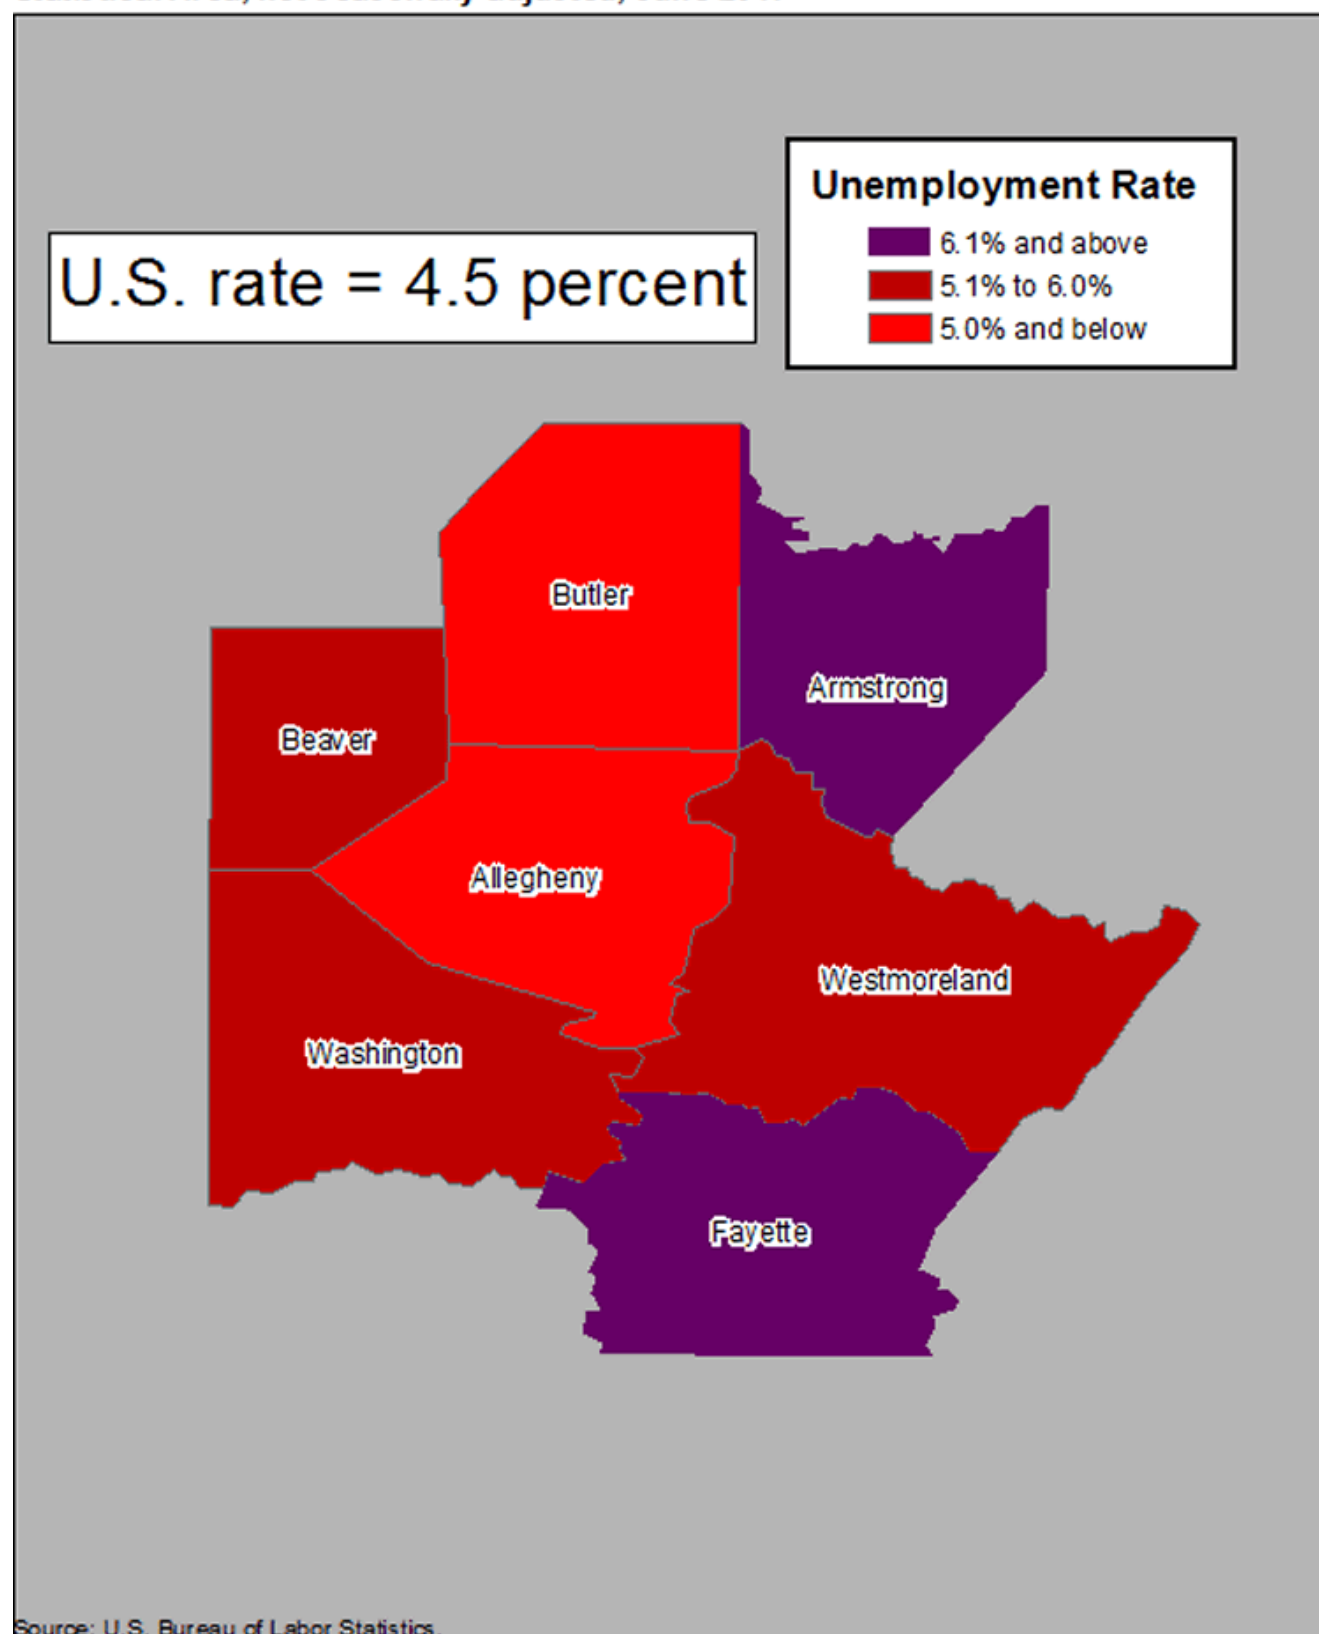 Unemployment Rate
6.1% and above
5.1% to 6.0%
5.0% and below
U.S. rate = 4.5 percent
Butler
Armstrong
Beaver
Allegheny
Westmoreland
Washington
Fayette
Source: U.S. Bureau of Labor Statistics.